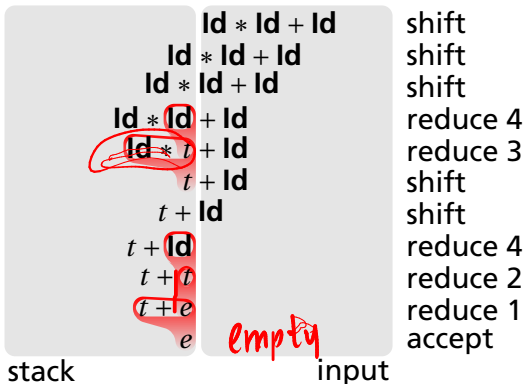 Id * Id + Id shift
Id * Id + Id shift
Id * Id + Id shift
Id * Id + Id reduce 4
Id * t + Id reduce 3
t + Id shift
t + Id shift
t + Id reduce 4
t + t reduce 2
t + e reduce 1
e empty accept
stack input